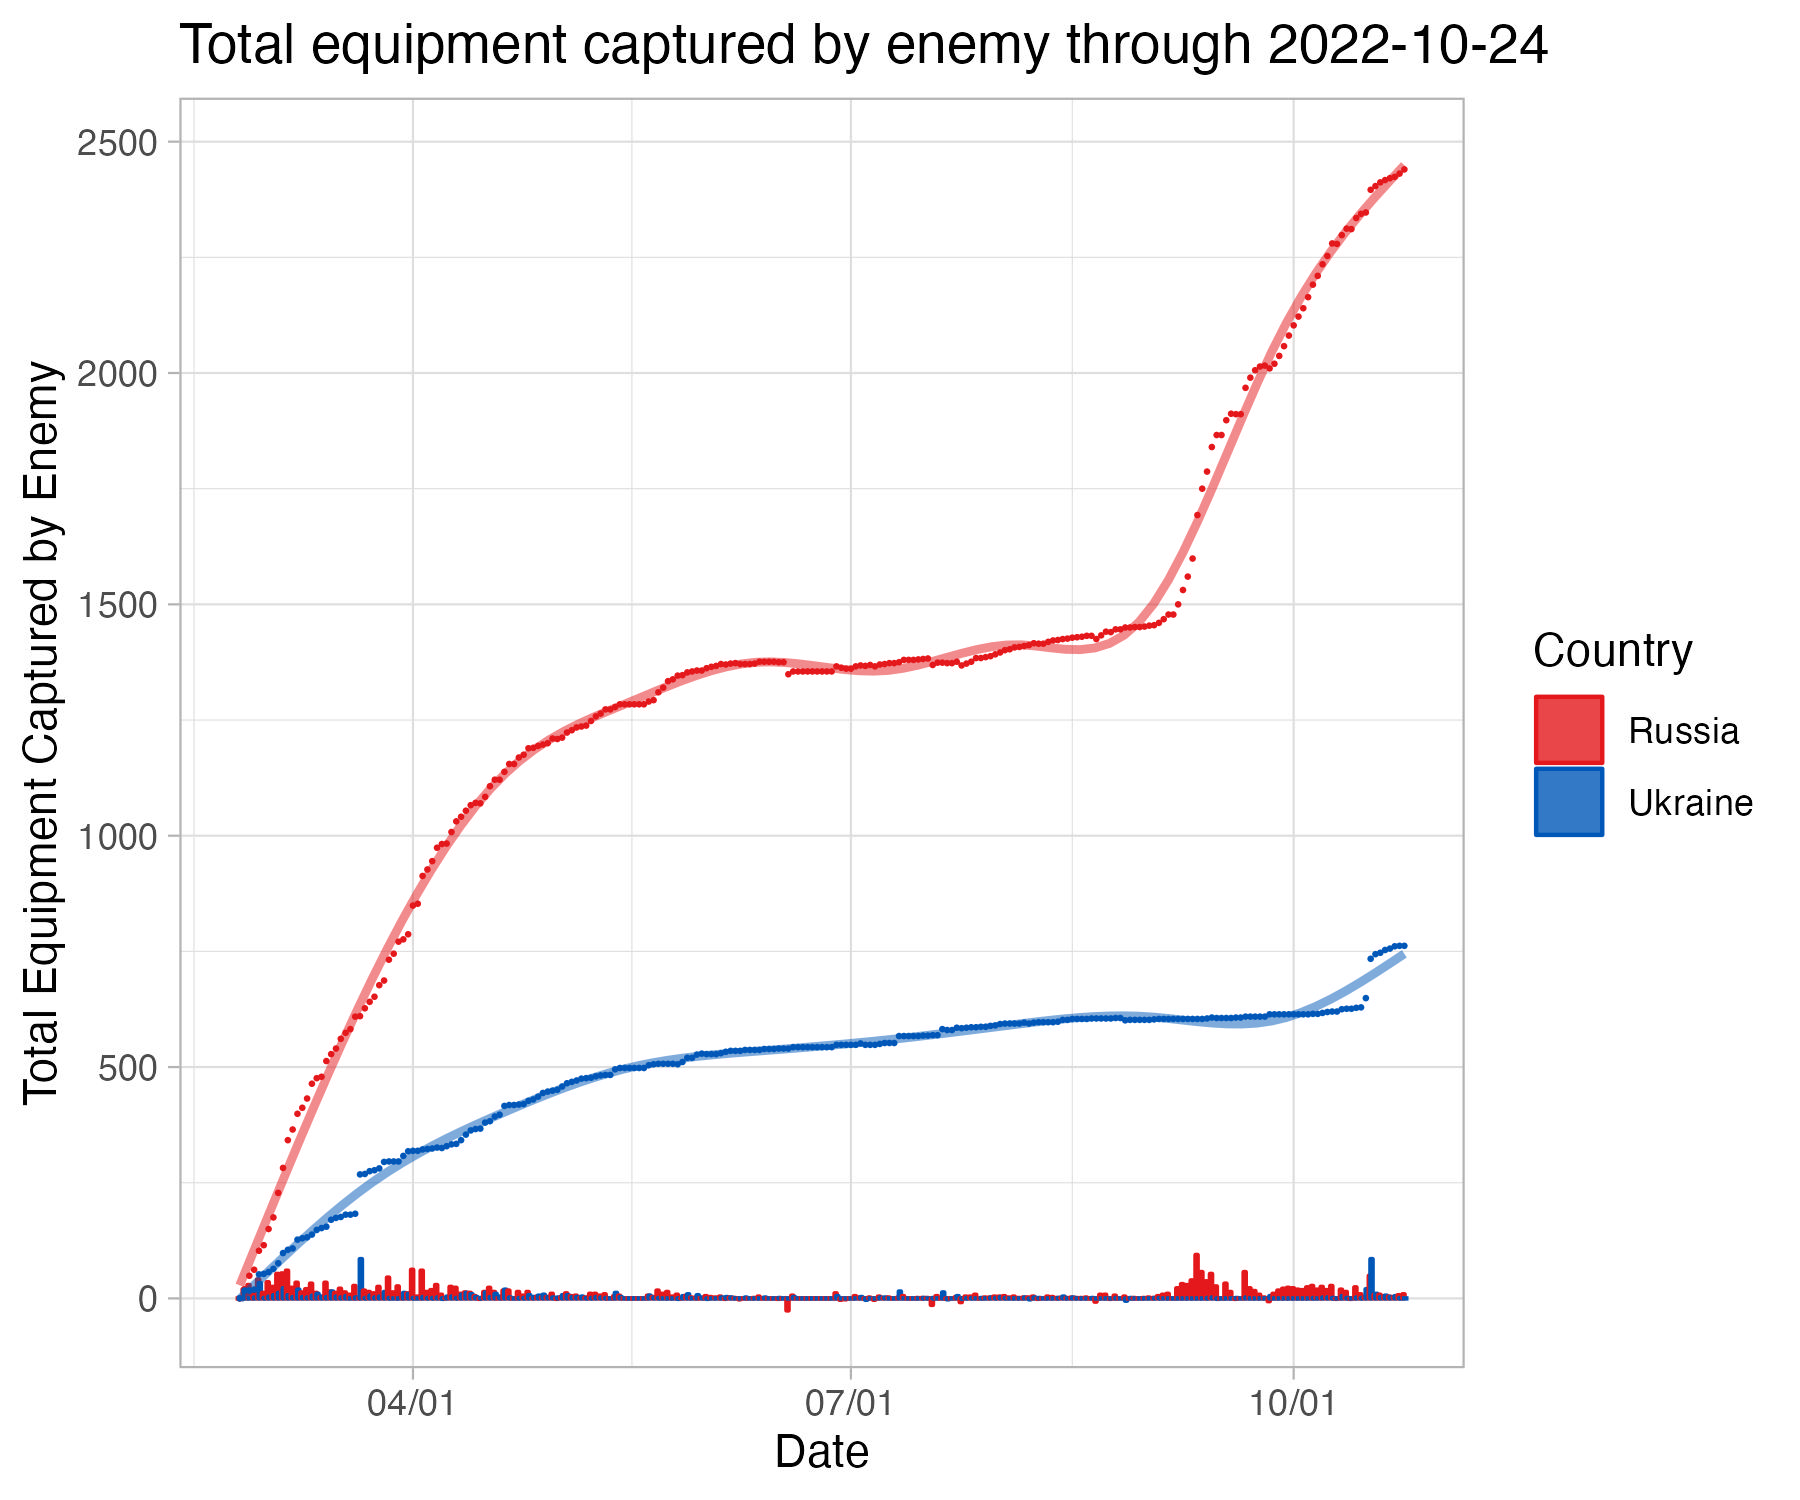 Total equipment captured by enemy through 2022-10-24
Total Equipment Captured by Enemy
2500
2000
1500
1000
500
0
04/01
07/01
10/01
Date
Country
Russia
Ukraine